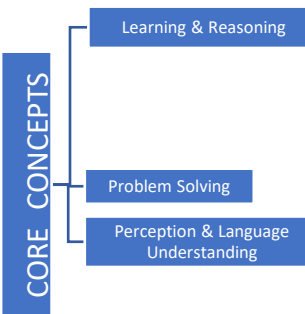 CORE CONCEPTS
Learning & Reasoning
Problem Solving
Perception & Language
Understanding